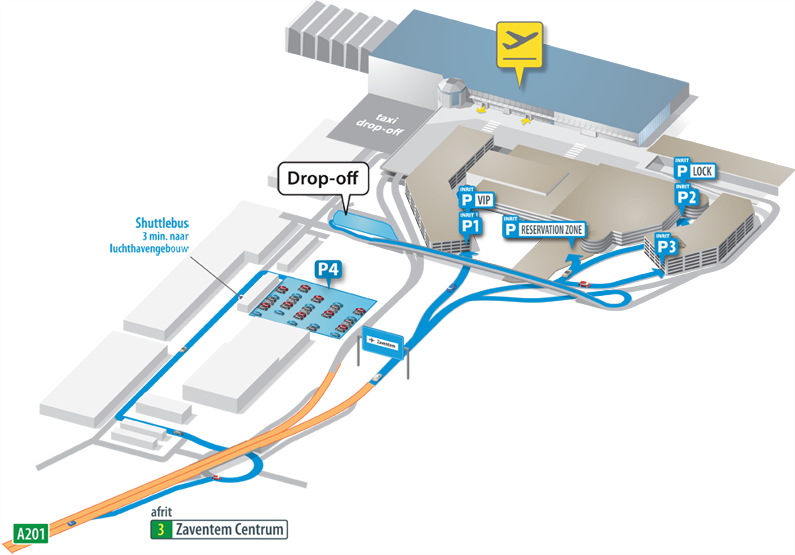 taxi
drop-off
Drop-off
INRIT
P LOCK
INRIT
P VIP
INRIT
P2
INRIT
P1
INRIT
P RESERVATION ZONE
INRIT
P3
Shuttlebus
3 min. naar
luchthavengebouw
P4
Zaventem
afrit
3 Zaventem Centrum
A201